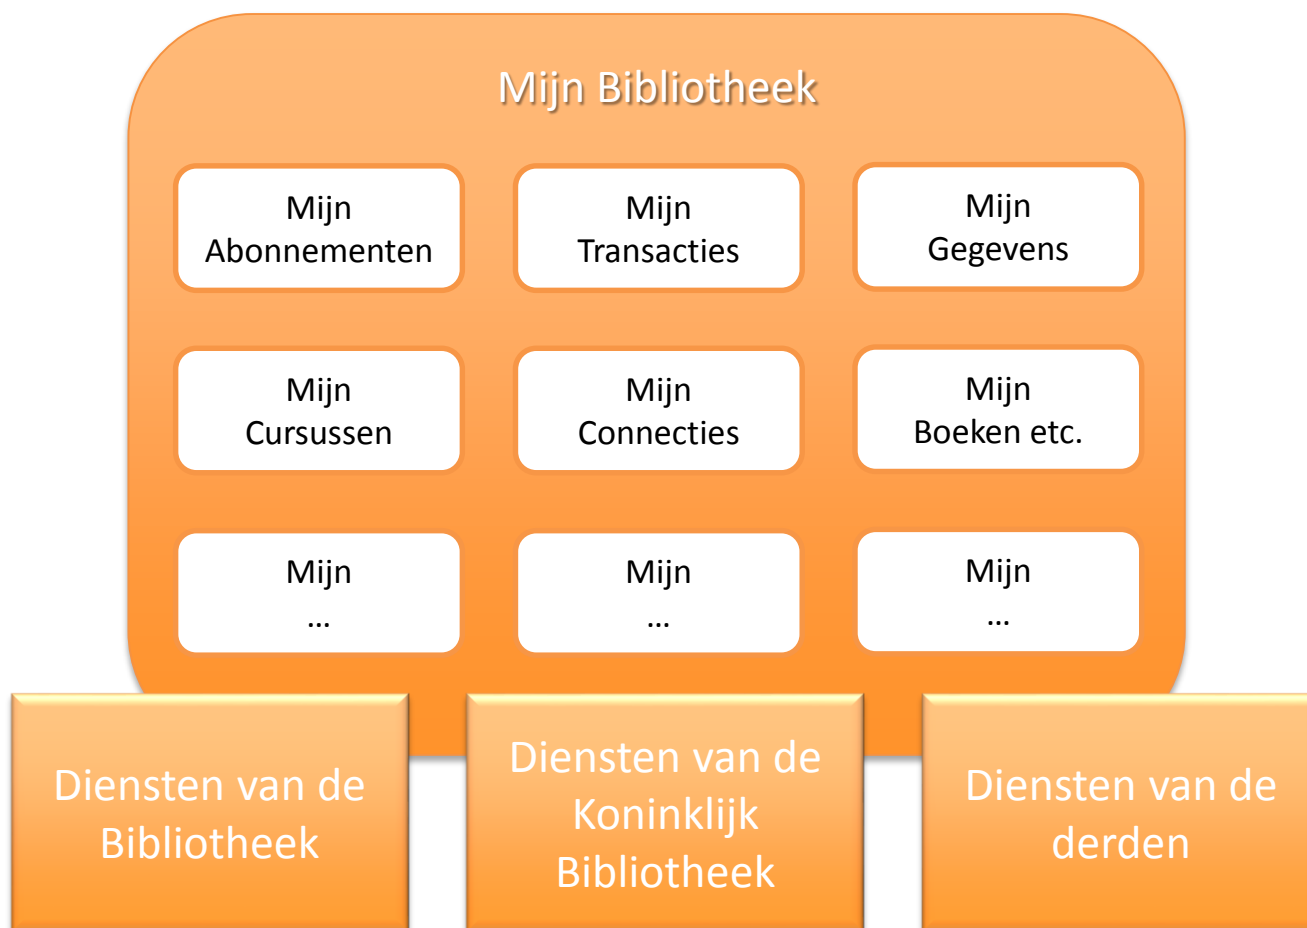 Mijn Bibliotheek
Mijn
Abonnementen
Mijn
Transacties
Mijn
Gegevens
Mijn
Cursussen
Mijn
Connecties
Mijn
Boeken etc.
Mijn
...
Mijn
...
Mijn
...
Diensten van de
Bibliotheek
Diensten van de
Koninklijk
Bibliotheek
Diensten van de
derden